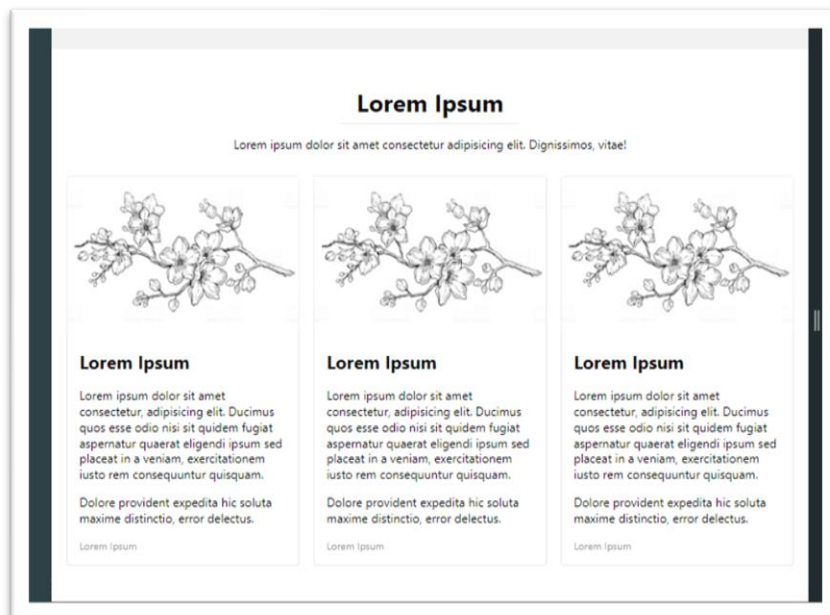 Lorem Ipsum
Lorem ipsum dolor sit amet consectetur adipisicing elit. Dignissimos, vitae!
Lorem Ipsum
Lorem ipsum dolor sit amet
consectetur, adipisicing elit. Ducimus
quos esse odio nisi sit quidem fugiat
aspernatur quaerat eligendi ipsum sed
placeat in a veniam, exercitationem
iusto rem consequuntur quisquam.
Dolore provident expedita hic soluta
maxime distinctio, error delectus.
Lorem Ipsum
Lorem Ipsum
Lorem ipsum dolor sit amet
consectetur, adipisicing elit. Ducimus
quos esse odio nisi sit quidem fugiat
aspernatur quaerat eligendi ipsum sed
placeat in a veniam, exercitationem
iusto rem consequuntur quisquam.
Dolore provident expedita hic soluta
maxime distinctio, error delectus.
Lorem Ipsum
Lorem Ipsum
Lorem ipsum dolor sit amet
consectetur, adipisicing elit. Ducimus
quos esse odio nisi sit quidem fugiat
aspernatur quaerat eligendi ipsum sed
placeat in a veniam, exercitationem
iusto rem consequuntur quisquam.
Dolore provident expedita hic soluta
maxime distinctio, error delectus.
Lorem Ipsum